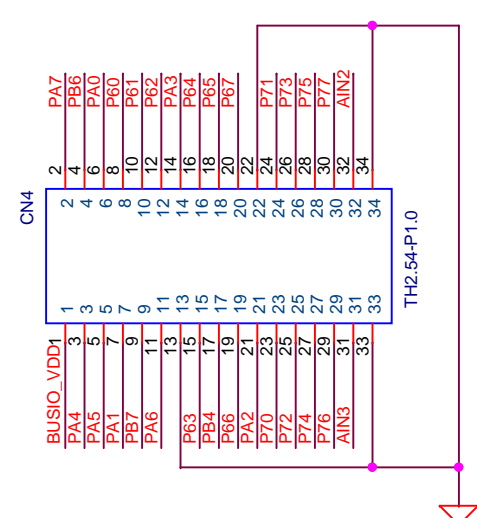 PA7
PB6
PA0
P60
P61
P62
PA3
P64
P65
P67
P71
P73
P75
P77
AIN2
2
4
6
8
10
12
14
16
18
20
22
24
26
28
30
32
34
CN4
2
4
6
8
10
12
14
16
18
20
22
24
26
28
30
32
34
TH2.54-P1.0
1
3
5
7
9
11
13
15
17
19
21
23
25
27
29
31
33
1
3
5
7
9
11
13
15
17
19
21
23
25
27
29
31
33
BUSIO_VDD
PA4
PA5
PA1
PB7
PA6
P63
PB4
P66
PA2
P70
P72
P74
P76
AIN3